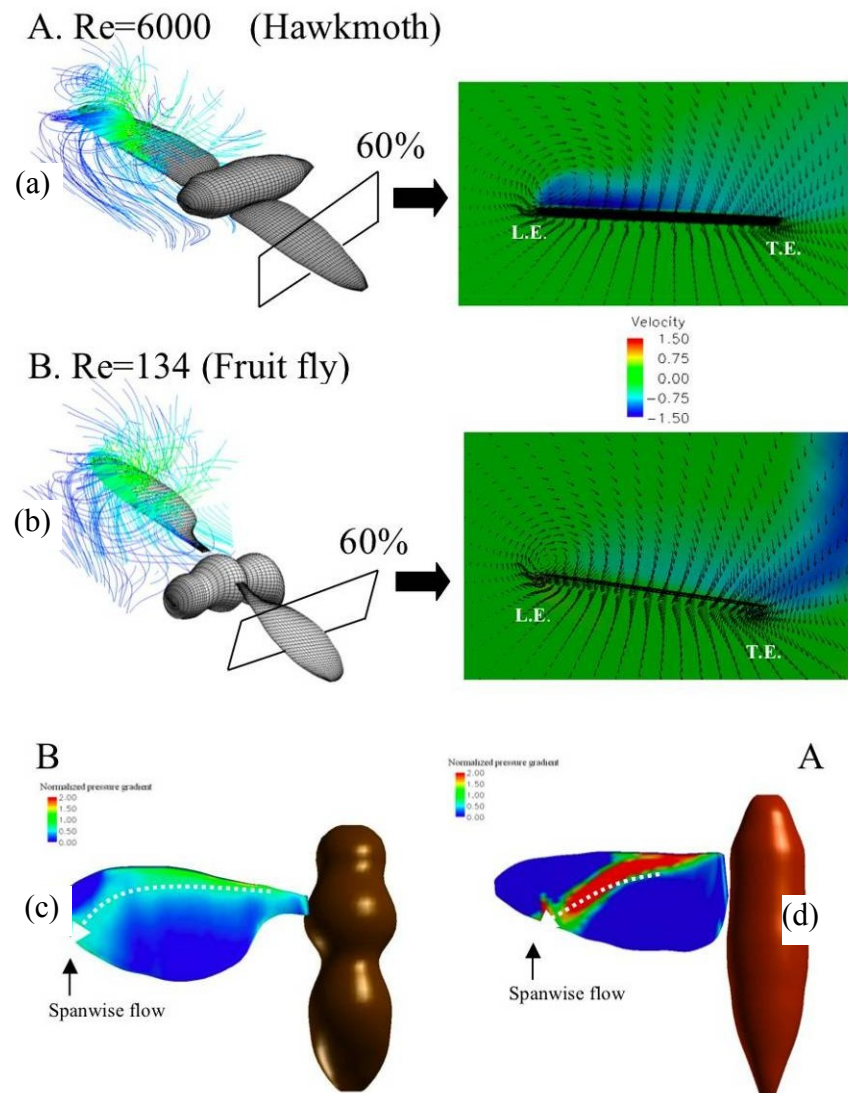 A. Re=6000 (Hawkmoth)
60%
(a)
L.E.
T.E.
Velocity
1.50
0.75
0.00
-0.75
-1.50
B. Re=134 (Fruit fly)
60%
(b)
L.E.
T.E.
B
Normalized pressure gradient
2.00
1.50
1.00
0.50
0.00
(c)
Spanwise flow
A
Normalized pressure gradient
2.00
1.50
1.00
0.50
0.00
(d)
Spanwise flow